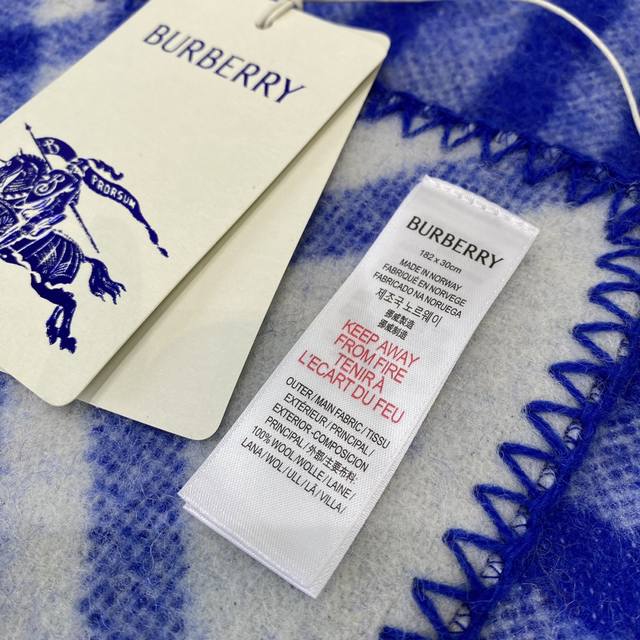 BURBERRY
PRORSUM
BURBERRY
182 x 30cm
MADE IN NORWAY
FABRIQUÉ EN NORVEGE
FABRICADO NA NORUEGA
제조국노르웨이
挪威製造
挪威制造
KEEP AWAY
FROM FIRE
TENIR À
L'ÉCART DU FEU
OUTER / MAIN FABRIC / TISSU
EXTÉRIEUR / PRINCIPAL /
EXTERIOR-COMPOSITION
PRINCIPAL / 外部主要布料:
100% WOOL / WOLLE / LAINE /
LANA / WOL / ULL / LÃ / VILLA /